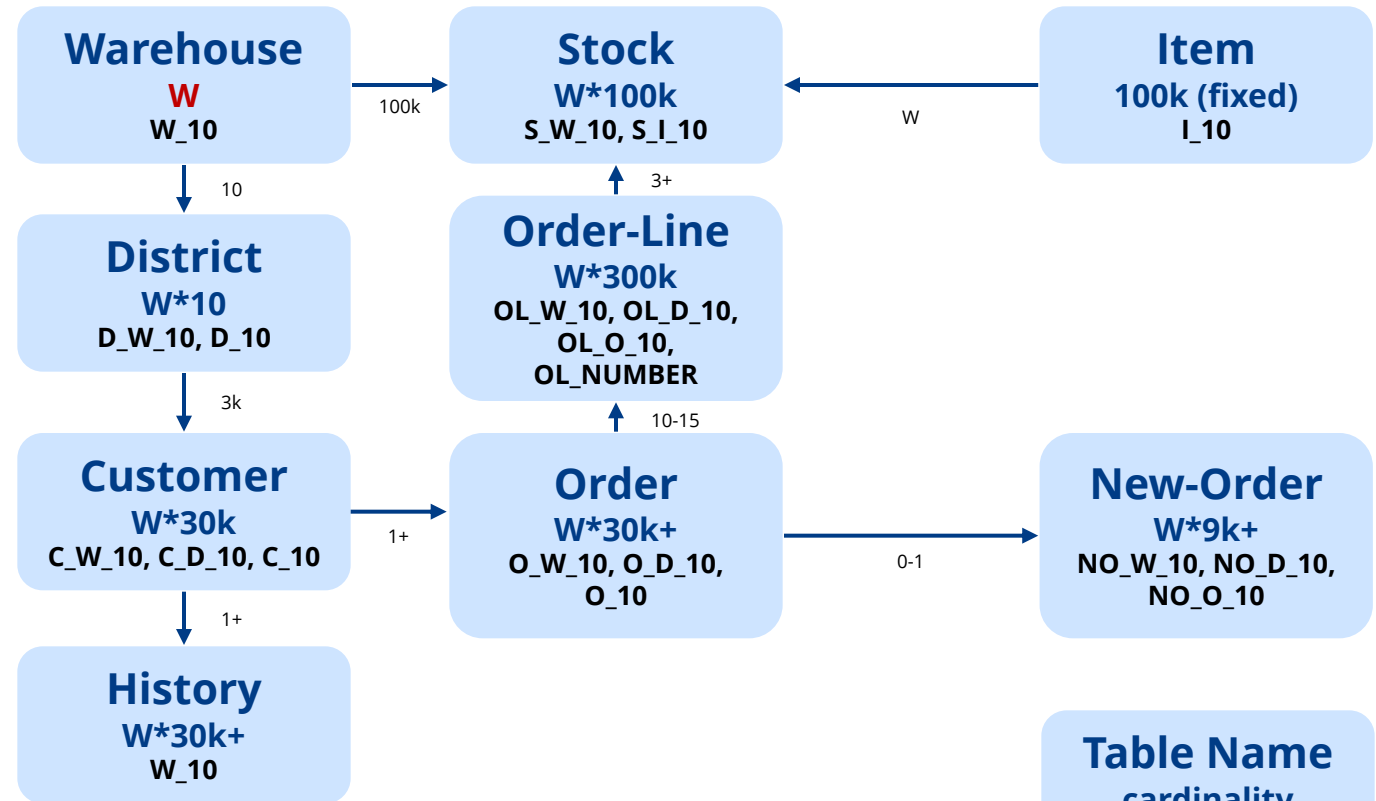 Warehouse
W
W_10
100k
Stock
W*100k
S_W_10, S_I_10
W
Item
100k (fixed)
I_10
10
3+
District
W*10
D_W_10, D_10
Order-Line
W*300k
OL_W_10, OL_D_10,
OL_O_10,
OL_NUMBER
3k
10-15
Customer
W*30k
C_W_10, C_D_10, C_10
1+
Order
W*30k+
O_W_10, O_D_10,
O_10
0-1
New-Order
W*9k+
NO_W_10, NO_D_10,
NO_O_10
1+
History
W*30k+
W_10
Table Name
cardinality